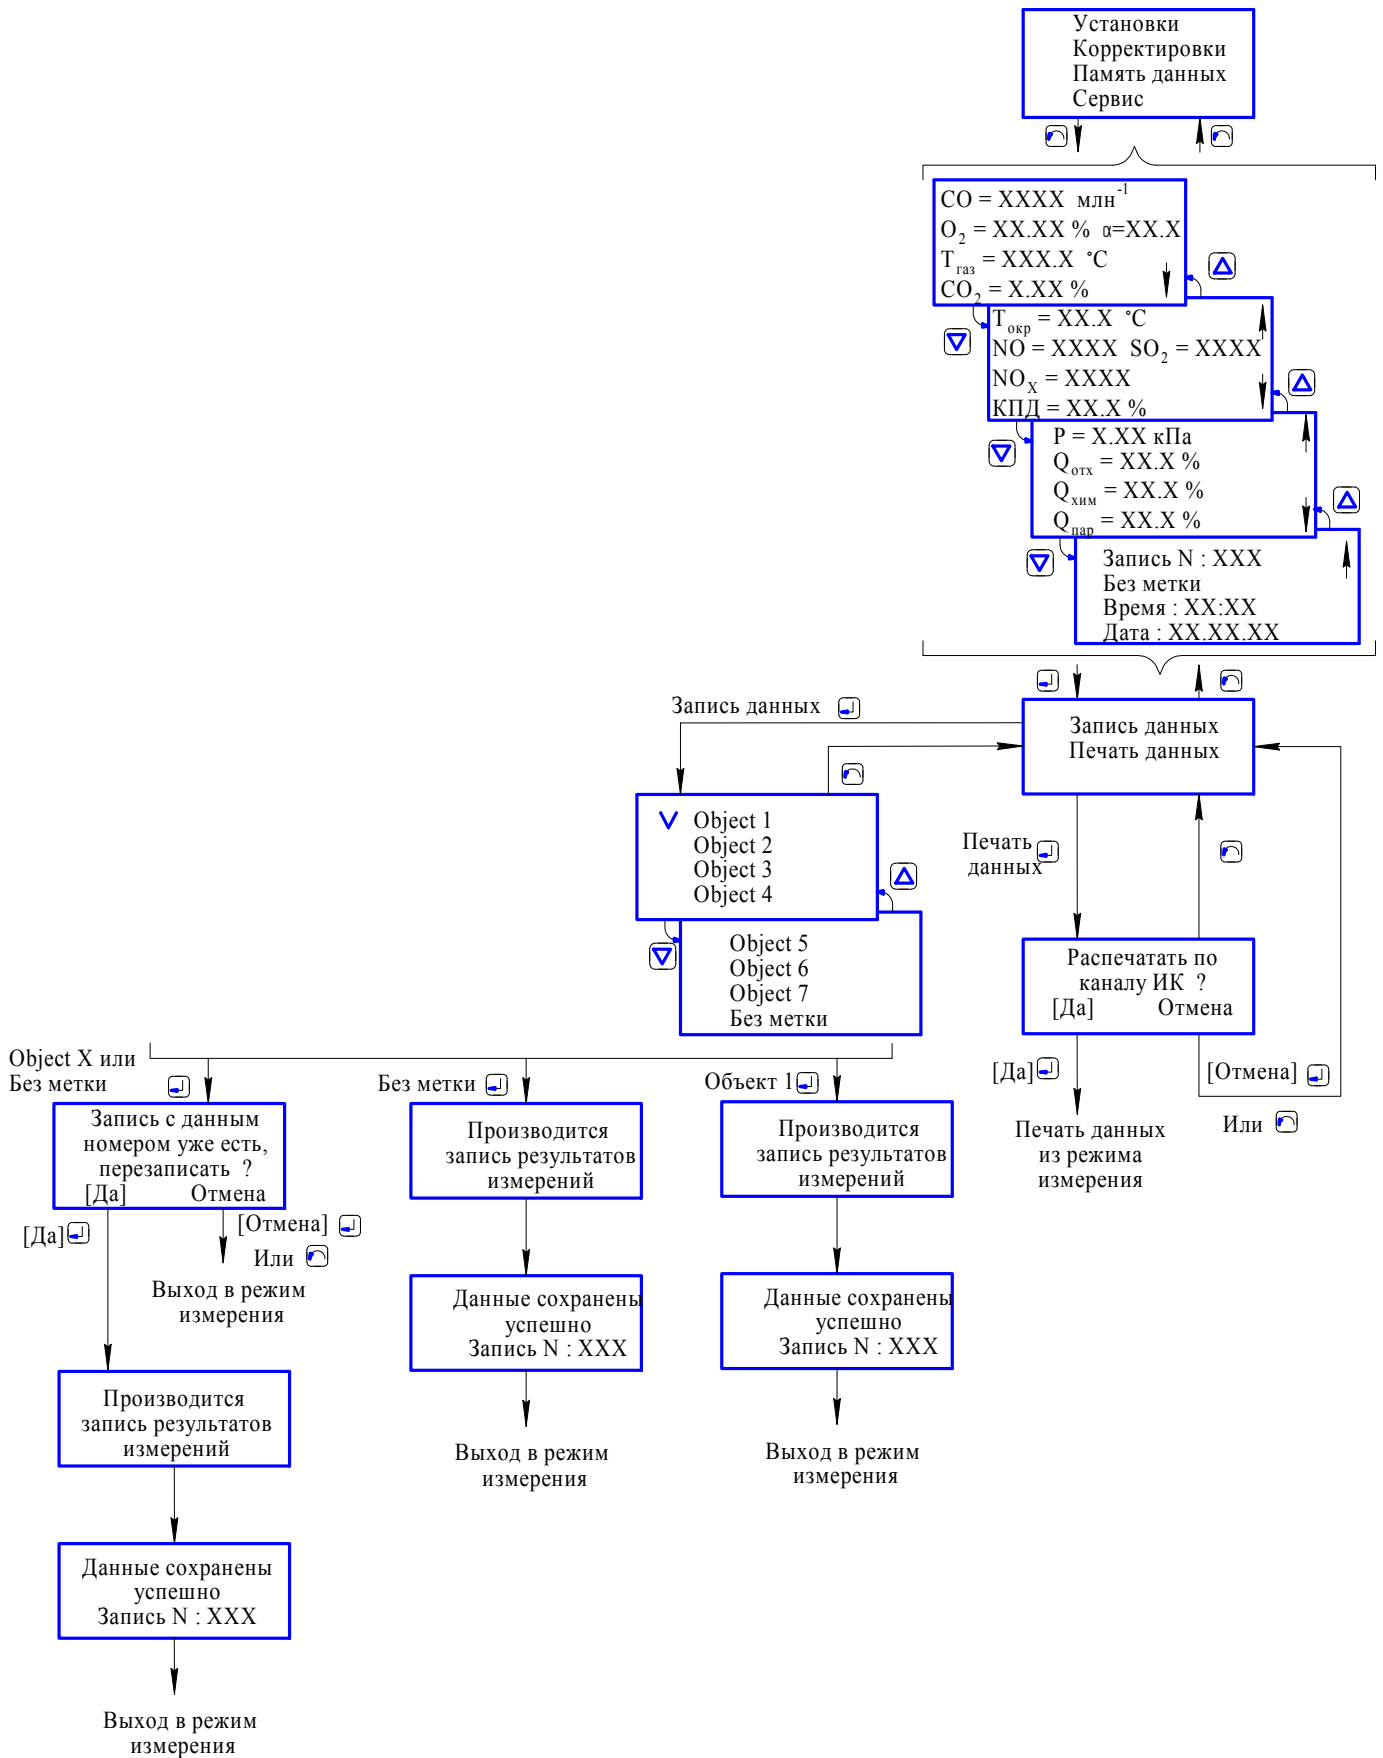 Установки
Корректировки
Память данных
Сервис
CO = XXXX млн⁻¹
O₂ = XX.XX % α=XX.X
T газ = XXX.X °C
CO₂ = X.XX %
T окр = XX.X °C
NO = XXXX SO₂ = XXXX
NOₓ = XXXX
КПД = XX.X %
P = X.XX кПа
Q отх = XX.X %
Q хим = XX.X %
Q пар = XX.X %
Запись N : XXX
Без метки
Время : XX:XX
Дата : XX.XX.XX
Запись данных
Запись данных
Печать данных
Object 1
Object 2
Object 3
Object 4
Object 5
Object 6
Object 7
Без метки
Печать
данных
Распечатать по
каналу ИК ?
[Да] Отмена
[Да]
[Отмена]
Или
Печать данных
из режима
измерения
Object X или
Без метки
Запись с данным
номером уже есть,
перезаписать ?
[Да] Отмена
[Да]
[Отмена]
Или
Выход в режим
измерения
Производится
запись результатов
измерений
Данные сохранены
успешно
Запись N : XXX
Выход в режим
измерения
Без метки
Производится
запись результатов
измерений
Данные сохранены
успешно
Запись N : XXX
Выход в режим
измерения
Объект 1
Производится
запись результатов
измерений
Данные сохранены
успешно
Запись N : XXX
Выход в режим
измерения